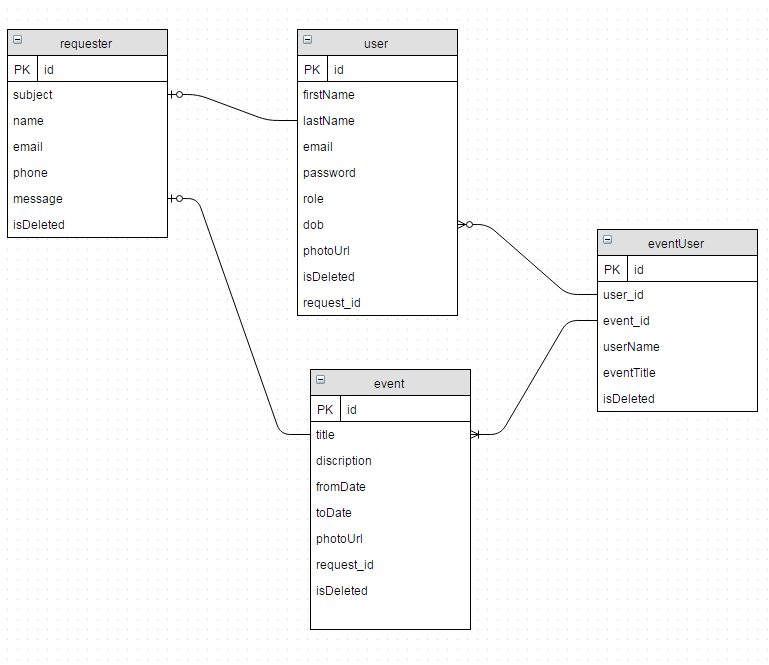 requester
PK id
subject
name
email
phone
message
isDeleted
user
PK id
firstName
lastName
email
password
role
dob
photoUrl
isDeleted
request_id
eventUser
PK id
user_id
event_id
userName
eventTitle
isDeleted
event
PK id
title
discription
fromDate
toDate
photoUrl
request_id
isDeleted